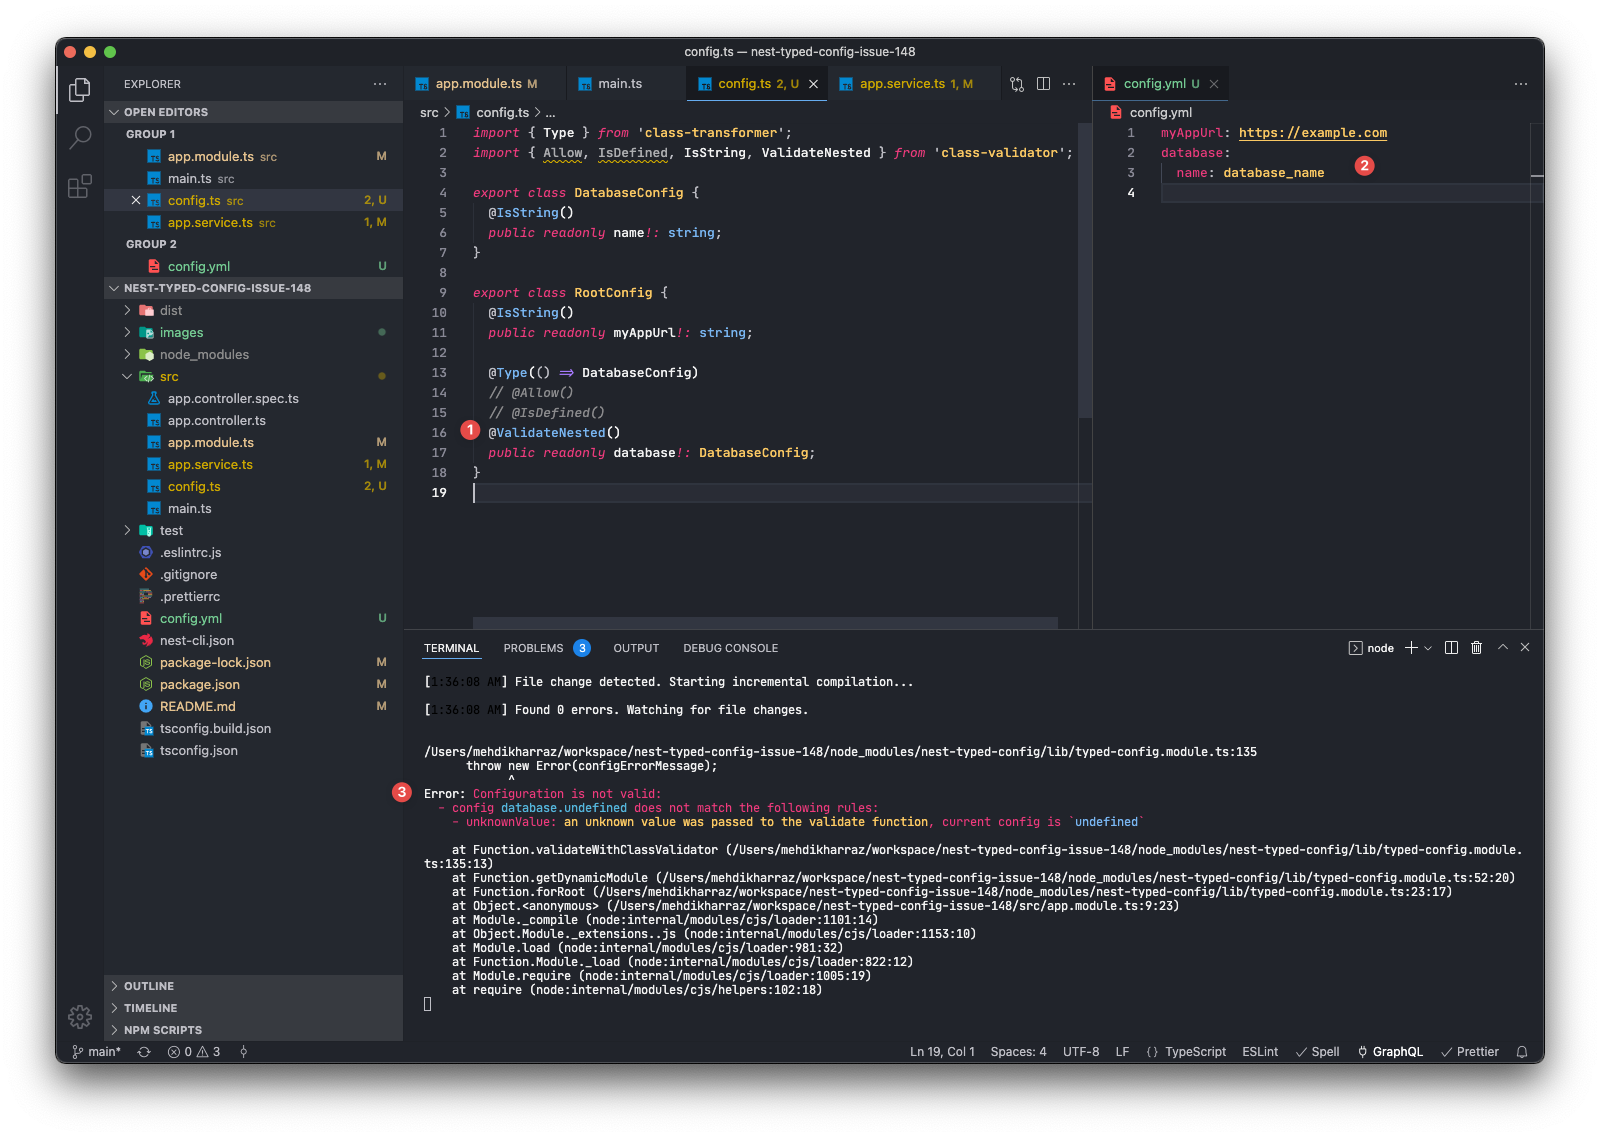 config.ts — nest-typed-config-issue-148
EXPLORER
OPEN EDITORS
GROUP 1
app.module.ts src M
main.ts src
config.ts src 2, U
app.service.ts src 1, M
GROUP 2
config.yml U
NEST-TYPED-CONFIG-ISSUE-148
dist
images
node_modules
src
app.controller.spec.ts
app.controller.ts
app.module.ts M
app.service.ts 1, M
config.ts 2, U
main.ts
test
.eslintrc.js
.gitignore
.prettierrc
config.yml U
nest-cli.json
package-lock.json M
package.json M
README.md M
tsconfig.build.json
tsconfig.json
OUTLINE
TIMELINE
NPM SCRIPTS
app.module.ts M main.ts config.ts 2, U app.service.ts 1, M
src > config.ts > ...
1 import { Type } from 'class-transformer';
2 import { Allow, IsDefined, IsString, ValidateNested } from 'class-validator';
3
4 export class DatabaseConfig {
5 @IsString()
6 public readonly name!: string;
7 }
8
9 export class RootConfig {
10 @IsString()
11 public readonly myAppUrl!: string;
12
13 @Type(() => DatabaseConfig)
14 // @Allow()
15 // @IsDefined()
16 1 @ValidateNested()
17 public readonly database!: DatabaseConfig;
18 }
19
config.yml U
config.yml
1 myAppUrl: https://example.com
2 database:
3 name: database_name 2
4
TERMINAL PROBLEMS 3 OUTPUT DEBUG CONSOLE node
[1:36:08 AM] File change detected. Starting incremental compilation...
[1:36:08 AM] Found 0 errors. Watching for file changes.
/Users/mehdikharraz/workspace/nest-typed-config-issue-148/node_modules/nest-typed-config/lib/typed-config.module.ts:135
throw new Error(configErrorMessage);
^
3 Error: Configuration is not valid:
- config database.undefined does not match the following rules:
- unknownValue: an unknown value was passed to the validate function, current config is `undefined`
at Function.validateWithClassValidator (/Users/mehdikharraz/workspace/nest-typed-config-issue-148/node_modules/nest-typed-config/lib/typed-config.module.
ts:135:13)
at Function.getDynamicModule (/Users/mehdikharraz/workspace/nest-typed-config-issue-148/node_modules/nest-typed-config/lib/typed-config.module.ts:52:20)
at Function.forRoot (/Users/mehdikharraz/workspace/nest-typed-config-issue-148/node_modules/nest-typed-config/lib/typed-config.module.ts:23:17)
at Object.<anonymous> (/Users/mehdikharraz/workspace/nest-typed-config-issue-148/src/app.module.ts:9:23)
at Module._compile (node:internal/modules/cjs/loader:1101:14)
at Object.Module._extensions..js (node:internal/modules/cjs/loader:1153:10)
at Module.load (node:internal/modules/cjs/loader:981:32)
at Function.Module._load (node:internal/modules/cjs/loader:822:12)
at Module.require (node:internal/modules/cjs/loader:1005:19)
at require (node:internal/modules/cjs/helpers:102:18)
main* 0 3 Ln 19, Col 1 Spaces: 4 UTF-8 LF {} TypeScript ESLint Spell GraphQL Prettier